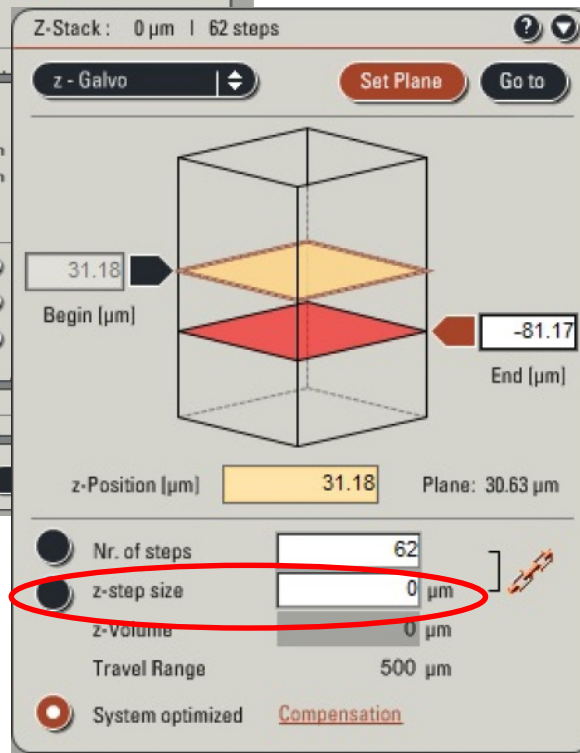 Z-Stack: 0 µm | 62 steps ?
z - Galvo Set Plane Go to
31.18
Begin [µm]
-81.17
End [µm]
z-Position [µm] 31.18 Plane: 30.63 µm
Nr. of steps 62
z-step size 0 µm
z-Volume 0 µm
Travel Range 500 µm
System optimized Compensation